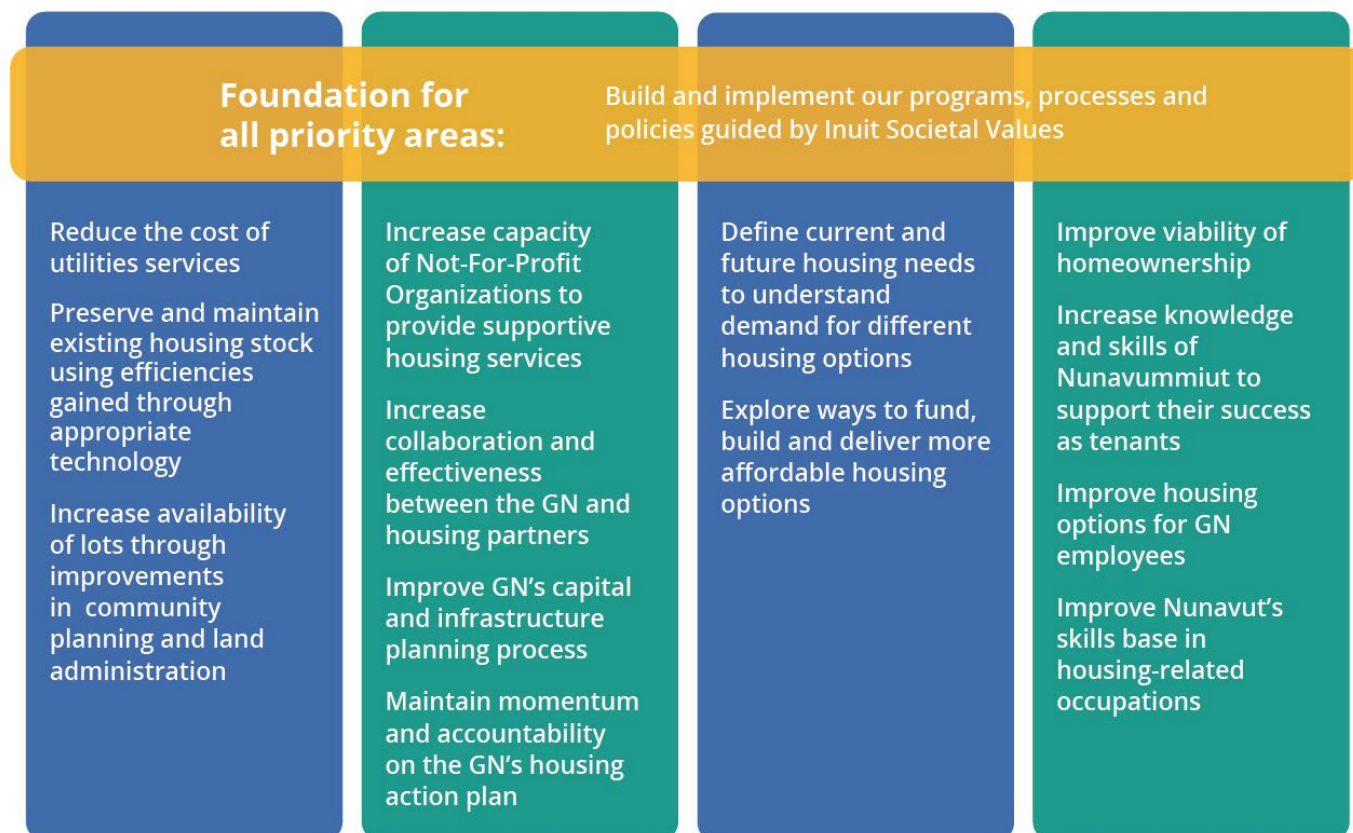 Foundation for
all priority areas:
Build and implement our programs, processes and
policies guided by Inuit Societal Values
Reduce the cost of
utilities services
Preserve and maintain
existing housing stock
using efficiencies
gained through
appropriate
technology
Increase availability
of lots through
improvements
in community
planning and land
administration
Increase capacity
of Not-For-Profit
Organizations to
provide supportive
housing services
Increase
collaboration and
effectiveness
between the GN and
housing partners
Improve GN’s capital
and infrastructure
planning process
Maintain momentum
and accountability
on the GN’s housing
action plan
Define current and
future housing needs
to understand
demand for different
housing options
Explore ways to fund,
build and deliver more
affordable housing
options
Improve viability of
homeownership
Increase knowledge
and skills of
Nunavummiut to
support their success
as tenants
Improve housing
options for GN
employees
Improve Nunavut’s
skills base in
housing-related
occupations